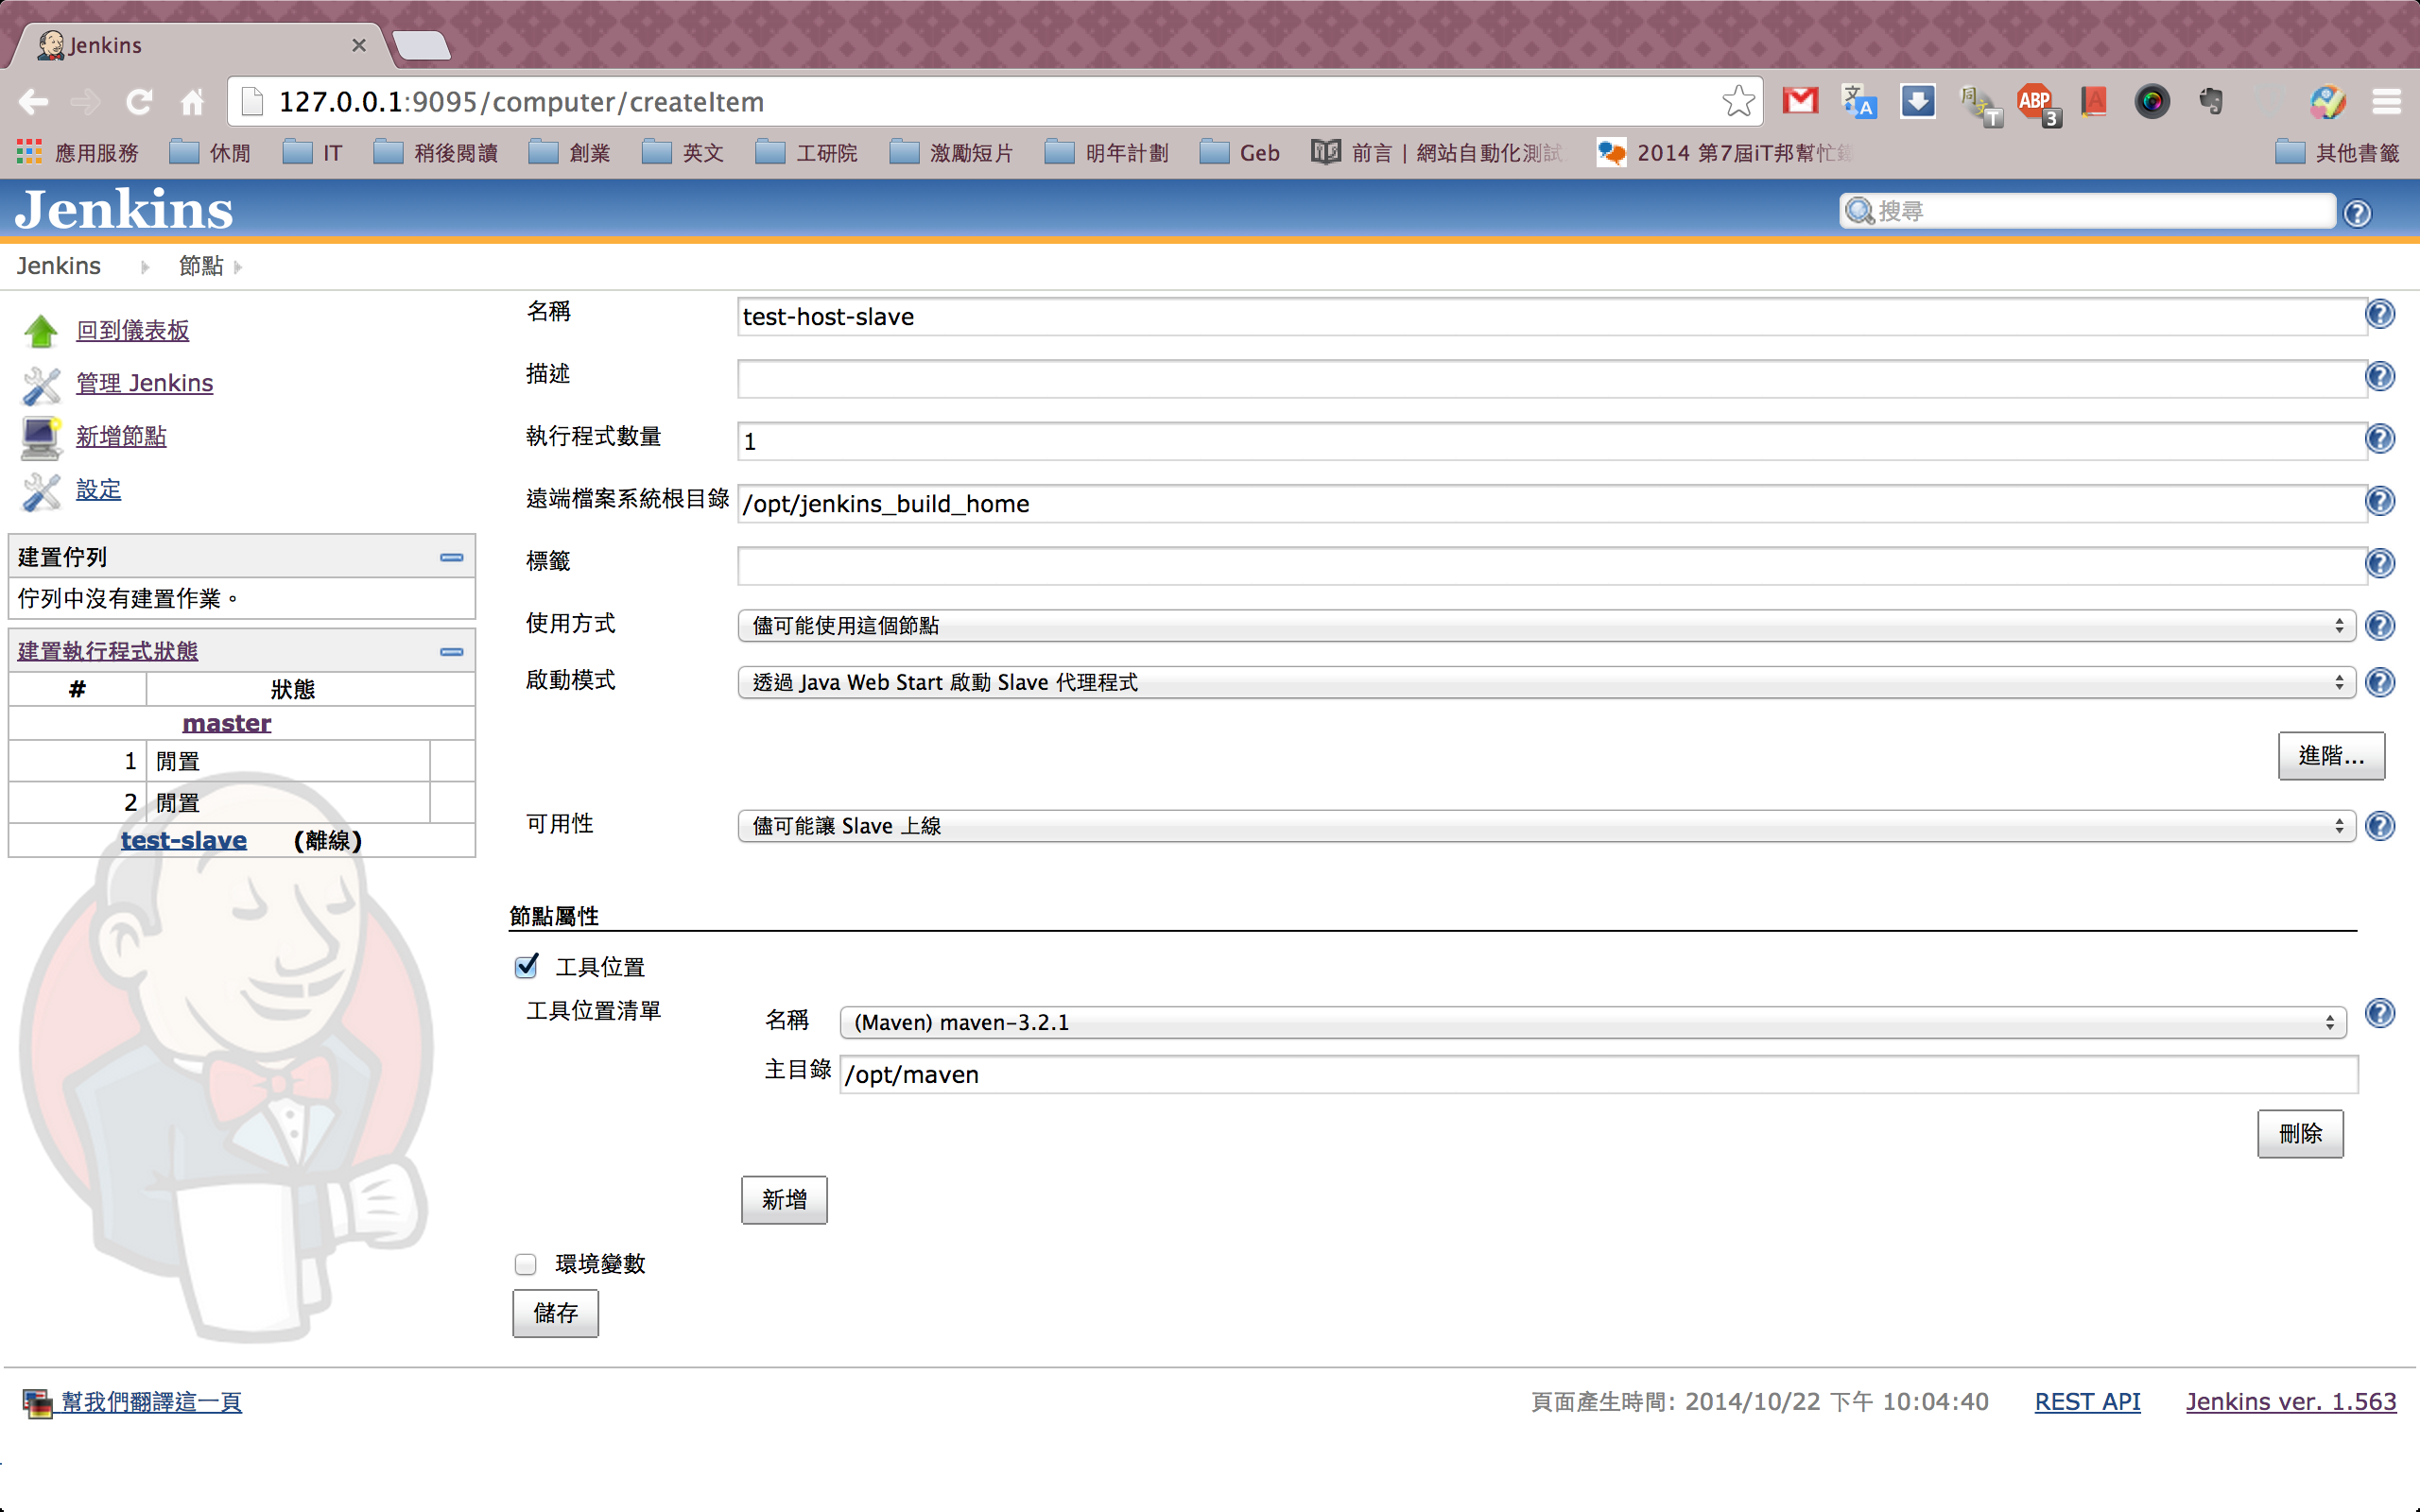 Jenkins
127.0.0.1:9095/computer/createItem
ABP 3
應用服務 休閒 IT 稍後閱讀 創業 英文 工研院 激勵短片 明年計劃 Geb 前言 | 網站自動化測試 2014 第7屆iT邦幫忙 其他書籤
Jenkins
搜尋
Jenkins 節點
回到儀表板
管理 Jenkins
新增節點
設定
建置佇列
佇列中沒有建置作業。
建置執行程式狀態
# 狀態
master
1 閒置
2 閒置
test-slave (離線)
名稱 test-host-slave
描述
執行程式數量 1
遠端檔案系統根目錄 /opt/jenkins_build_home
標籤
使用方式 儘可能使用這個節點
啟動模式 透過 Java Web Start 啟動 Slave 代理程式
進階...
可用性 儘可能讓 Slave 上線
節點屬性
工具位置
工具位置清單
名稱 (Maven) maven-3.2.1
主目錄 /opt/maven
刪除
新增
環境變數
儲存
幫我們翻譯這一頁
頁面產生時間: 2014/10/22 下午 10:04:40 REST API Jenkins ver. 1.563